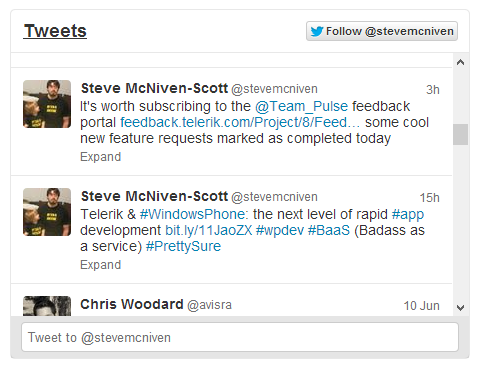 Tweets
Follow @stevemcniven
Steve McNiven-Scott @stevemcniven 3h
It's worth subscribing to the @Team_Pulse feedback
portal feedback.telerik.com/Project/8/Feed… some cool
new feature requests marked as completed today
Expand
Steve McNiven-Scott @stevemcniven 15h
Telerik & #WindowsPhone: the next level of rapid #app
development bit.ly/11JaoZX #wpdev #BaaS (Badass as
a service) #PrettySure
Expand
Chris Woodard @avisra 10 Jun
Tweet to @stevemcniven